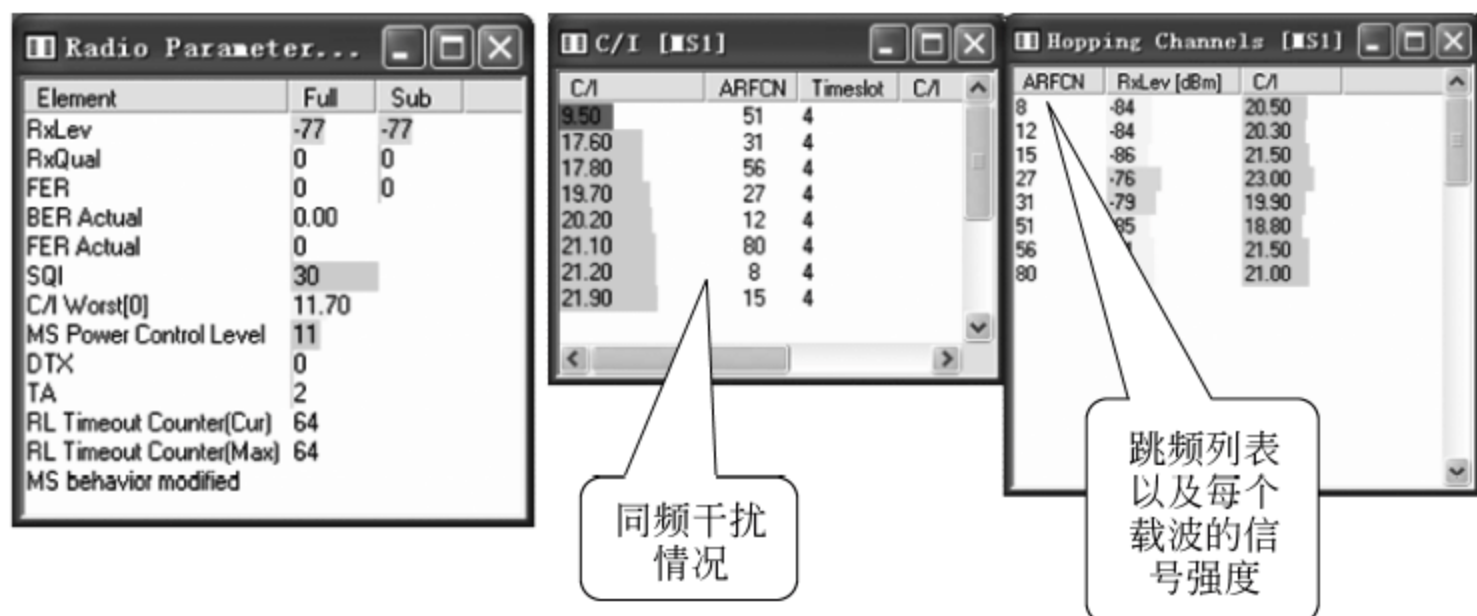 Radio Paramet er...
Element Full Sub
RxLev -77 -77
RxQual 0 0
FER 0 0
BER Actual 0.00
FER Actual 0
SQI 30
C/I Worst[0] 11.70
MS Power Control Level 11
DTX 0
TA 2
RL Timeout Counter(Cur) 64
RL Timeout Counter(Max) 64
MS behavior modified
C/I [MS1]
C/I ARFCN Timeslot C/I
9.50 51 4
17.60 31 4
17.80 56 4
19.70 27 4
20.20 12 4
21.10 80 4
21.20 8 4
21.90 15 4
同频干扰
情况
Hopping Channels [MS1]
ARFCN RxLev [dBm] C/I
8 -84 20.50
12 -84 20.30
15 -86 21.50
27 -76 23.00
31 -79 19.90
51 18.80
56 21.50
80 21.00
跳频列表
以及每个
载波的信
号强度